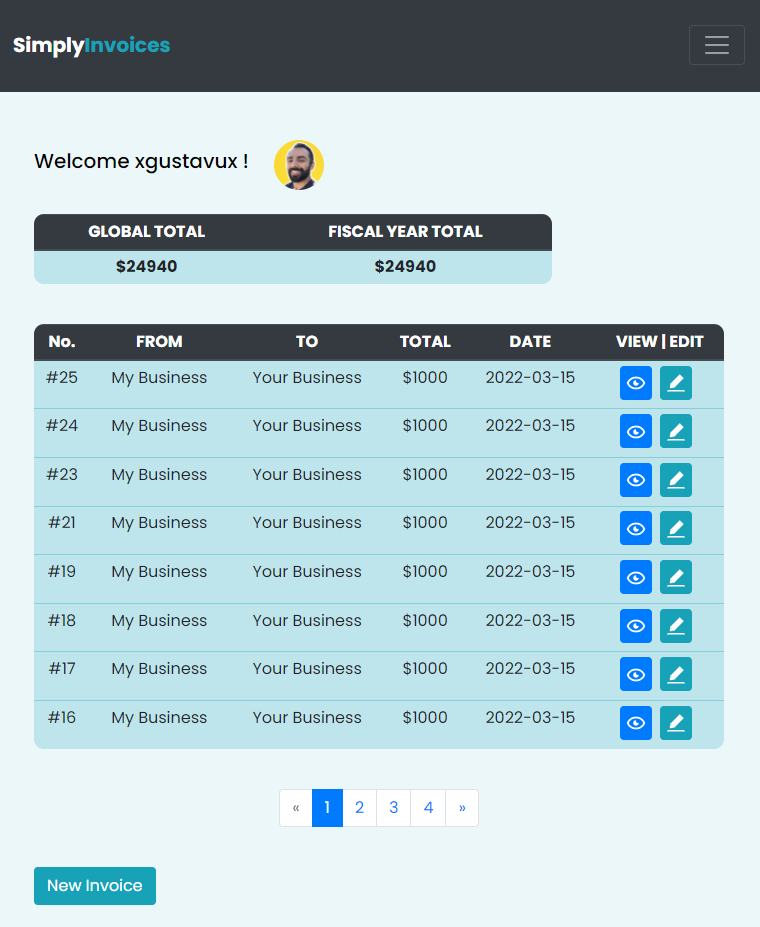 SimplyInvoices
Welcome xgustavux !
GLOBAL TOTAL FISCAL YEAR TOTAL
$24940 $24940
No. FROM TO TOTAL DATE VIEW | EDIT
#25 My Business Your Business $1000 2022-03-15
#24 My Business Your Business $1000 2022-03-15
#23 My Business Your Business $1000 2022-03-15
#21 My Business Your Business $1000 2022-03-15
#19 My Business Your Business $1000 2022-03-15
#18 My Business Your Business $1000 2022-03-15
#17 My Business Your Business $1000 2022-03-15
#16 My Business Your Business $1000 2022-03-15
« 1 2 3 4 »
New Invoice